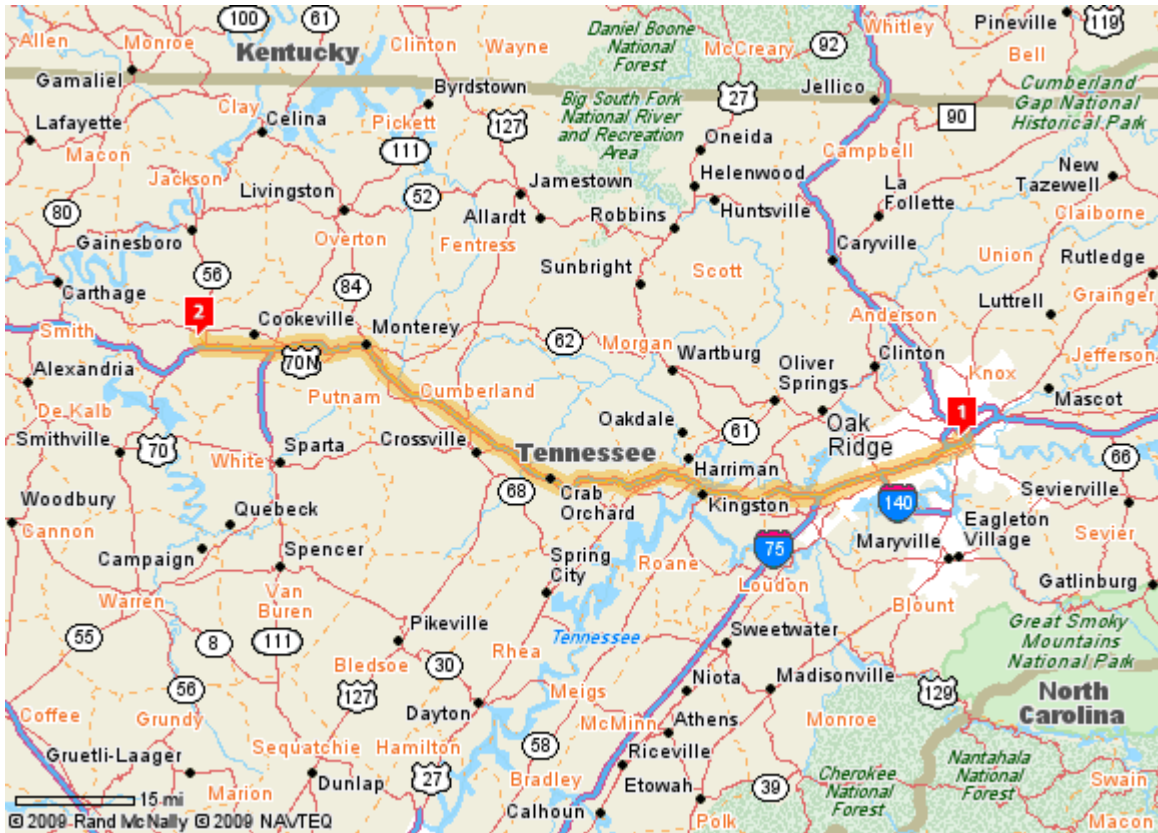 100
61
Allen
Monroe
Kentucky
Clinton
Wayne
Daniel Boone
National
Forest
McCreary
92
Whitley
Pineville
119
Bell
Gamaliel
Clay
Byrdstown
Big South Fork
National River
and Recreation
Area
27
Jellico
Cumberland
Gap National
Historical Park
90
Lafayette
Macon
Celina
Pickett
127
111
Oneida
Campbell
Jackson
Livingston
52
Jamestown
Helenwood
La
Follette
New
Tazewell
80
Allardt
Robbins
Huntsville
Claiborne
Gainesboro
Overton
Fentress
Caryville
Union
Rutledge
56
Sunbright
Scott
Carthage
84
Luttrell
Grainger
2
Smith
Cookeville
Monterey
62
Anderson
Morgan
70N
Wartburg
Oliver
Springs
Clinton
Jefferson
Knox
Alexandria
Putnam
Cumberland
Mascot
De Kalb
Oakdale
61
Oak
Ridge
1
Smithville
70
Crossville
Tennessee
White
Sparta
Harriman
66
68
Crab
Orchard
Kingston
140
Sevierville
Woodbury
Quebeck
Cannon
Eagleton
Village
Sevier
Campaign
Spencer
Spring
City
75
Maryville
Roane
Loudon
Gatlinburg
Warren
Van
Buren
Blount
Great Smoky
Mountains
National Park
55
8
111
Pikeville
Tennessee
Sweetwater
Bledsoe
30
Rhea
56
127
Meigs
Niota
Madisonville
129
North
Carolina
Coffee
Grundy
Dayton
McMinn
Athens
Monroe
Gruetli-Laager
Sequatchie
Hamilton
58
Riceville
Nantahala
National
Forest
27
Bradley
Etowah
Cherokee
National
Forest
Swain
Marion
Dunlap
39
15 mi
Calhoun
Polk
Macon
© 2009 Rand McNally © 2009 NAVTEQ